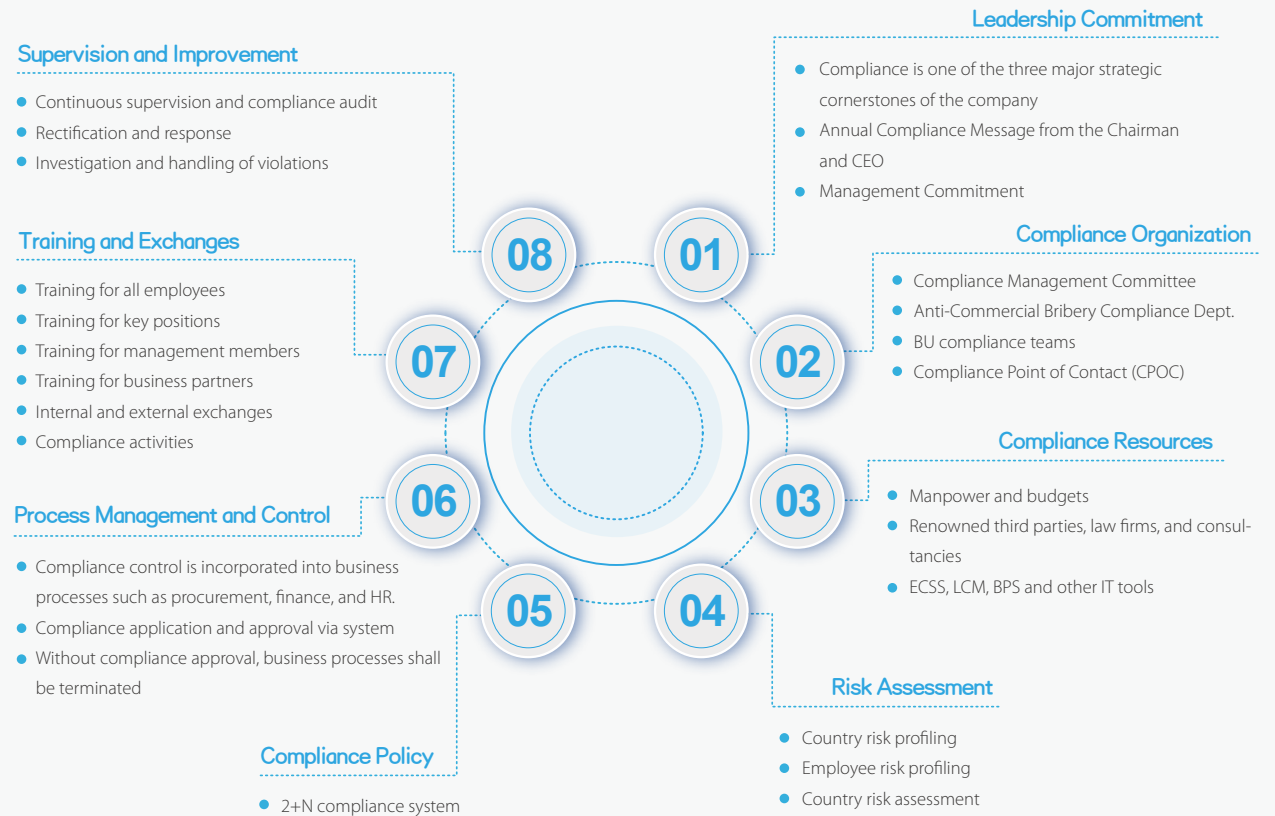 Leadership Commitment
Compliance is one of the three major strategic
cornerstones of the company
Annual Compliance Message from the Chairman
and CEO
Management Commitment
01
Compliance Organization
Compliance Management Committee
Anti-Commercial Bribery Compliance Dept.
BU compliance teams
Compliance Point of Contact (CPOC)
02
Compliance Resources
Manpower and budgets
Renowned third parties, law firms, and consul-
tancies
ECSS, LCM, BPS and other IT tools
03
Risk Assessment
Country risk profiling
Employee risk profiling
Country risk assessment
04
Compliance Policy
2+N compliance system
05
Process Management and Control
Compliance control is incorporated into business
processes such as procurement, finance, and HR.
Compliance application and approval via system
Without compliance approval, business processes shall
be terminated
06
Training and Exchanges
Training for all employees
Training for key positions
Training for management members
Training for business partners
Internal and external exchanges
Compliance activities
07
Supervision and Improvement
Continuous supervision and compliance audit
Rectification and response
Investigation and handling of violations
08